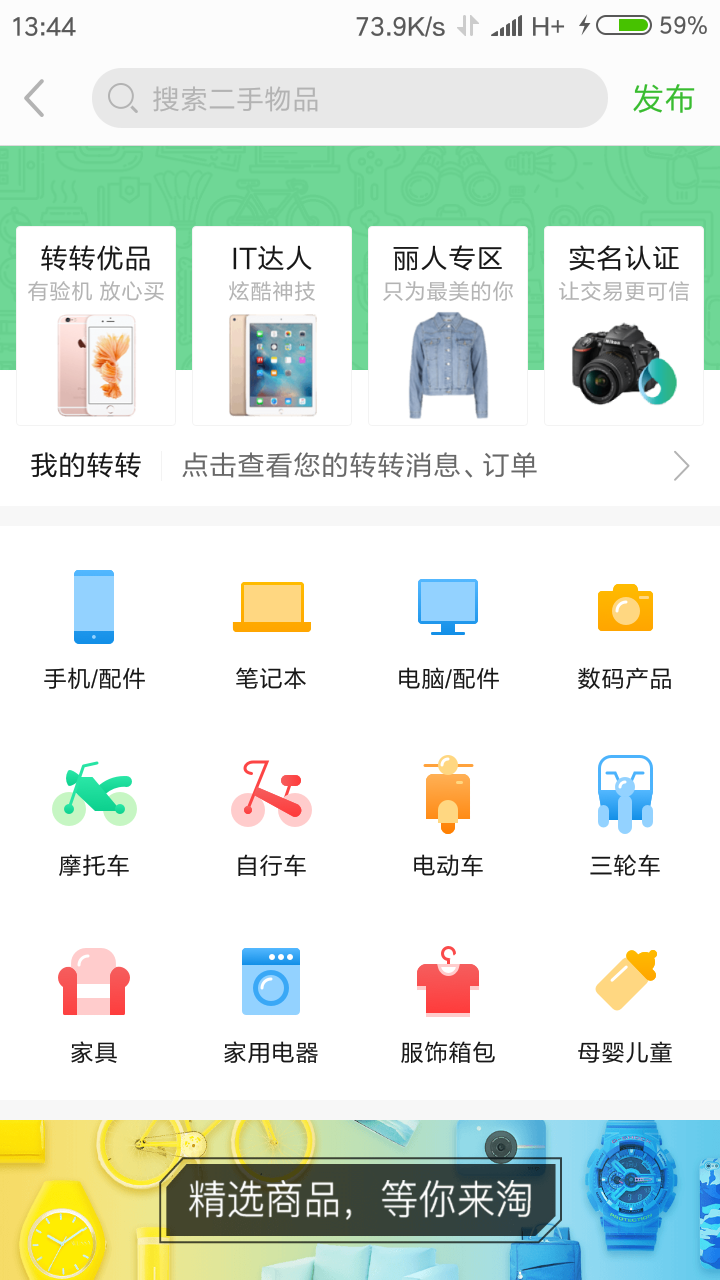 13:44
73.9K/s
H+
59%
搜索二手物品
发布
转转优品
有验机 放心买
IT达人
炫酷神技
丽人专区
只为最美的你
实名认证
让交易更可信
Nikon
我的转转
点击查看您的转转消息、订单
手机/配件
笔记本
电脑/配件
数码产品
摩托车
自行车
电动车
三轮车
家具
家用电器
服饰箱包
母婴儿童
精选商品，等你来淘